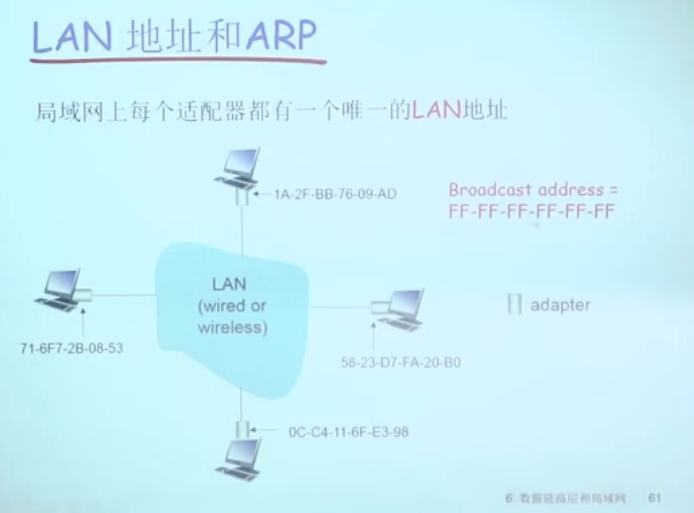 LAN 地址和ARP
局域网上每个适配器都有一个唯一的LAN地址
1A-2F-BB-76-09-AD
Broadcast address =
FF-FF-FF-FF-FF-FF
LAN
(wired or
wireless)
adapter
71-6F7-2B-08-53
58-23-D7-FA-20-B0
0C-C4-11-6F-E3-98
6: 数据链路层和局域网 61